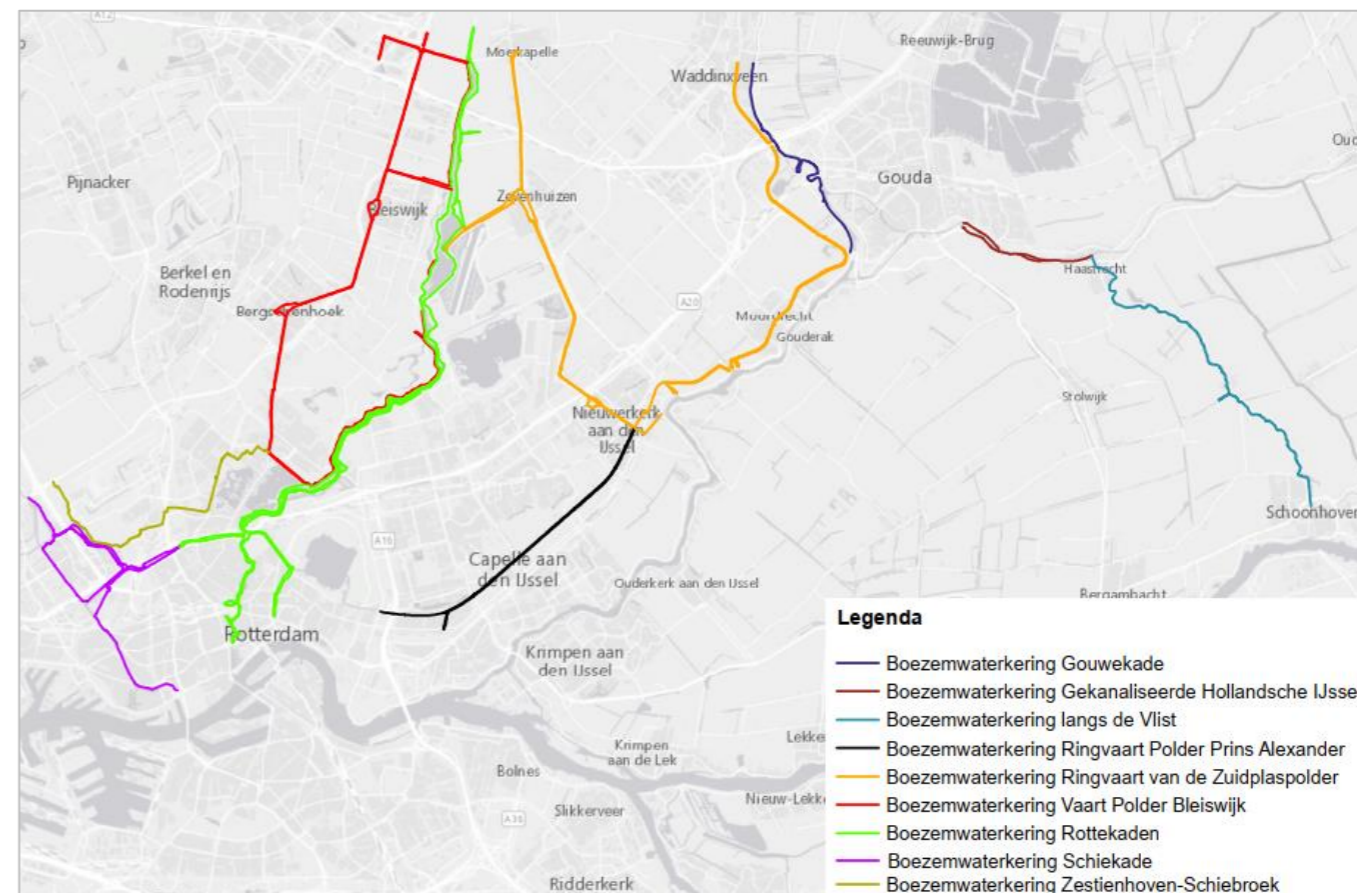 A12
Moerkapelle
Reeuwijk-Brug
Waddinxveen
Oud
Pijnacker
Gouda
Zevenhuizen
Bleiswijk
Berkel en
Rodenrijs
Haastrecht
Bergschenhoek
A20
Moordrecht
Gouderak
Stolwijk
Nieuwerkerk
aan den
IJssel
Schoonhoven
A16
Capelle aan
den IJssel
Ouderkerk aan den IJssel
Bergambacht
Rotterdam
Krimpen aan
den IJssel
Krimpen
aan de Lek
Lekke
Bolnes
Nieuw-Lekk
Slikkerveer
A38
Ridderkerk
Legenda
Boezemwaterkering Gouwekade
Boezemwaterkering Gekanaliseerde Hollandsche IJsse
Boezemwaterkering langs de Vlist
Boezemwaterkering Ringvaart Polder Prins Alexander
Boezemwaterkering Ringvaart van de Zuidplaspolder
Boezemwaterkering Vaart Polder Bleiswijk
Boezemwaterkering Rottekaden
Boezemwaterkering Schiekade
Boezemwaterkering Zestienhoven-Schiebroek